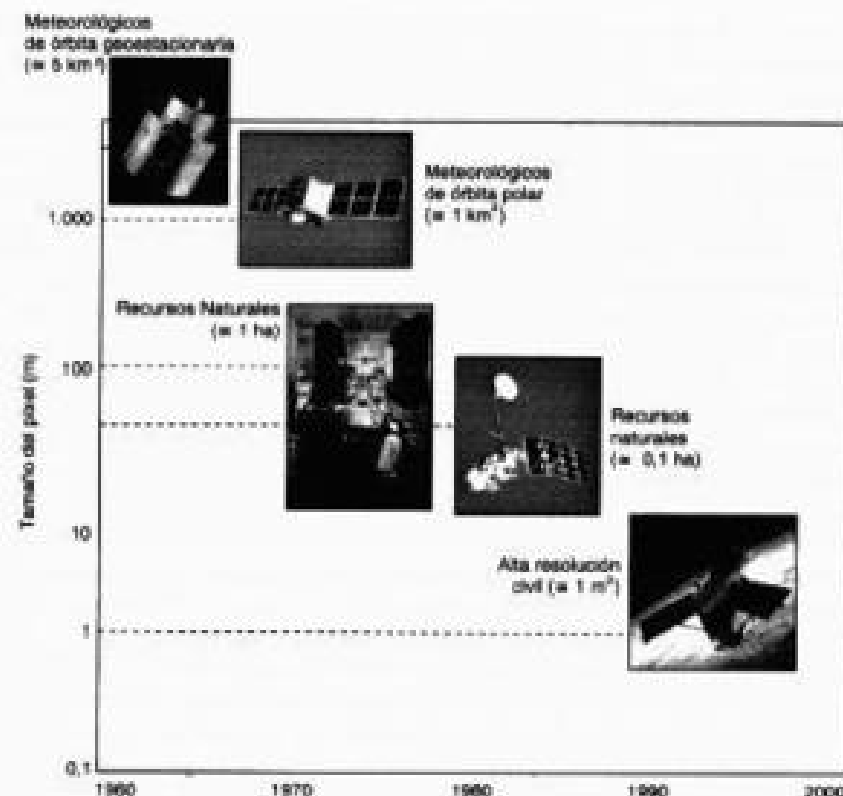 Meteorológicos
de órbita geoestacionaria
(≃ 5 km²)
Meteorológicos
de órbita polar
(≃ 1 km²)
1.000
Recursos Naturales
(≃ 1 ha)
100
Tamaño del pixel (m)
Recursos
naturales
(≃ 0,1 ha)
10
Alta resolución
civil (≃ 1 m²)
1
0,1
1960 1970 1980 1990 2000